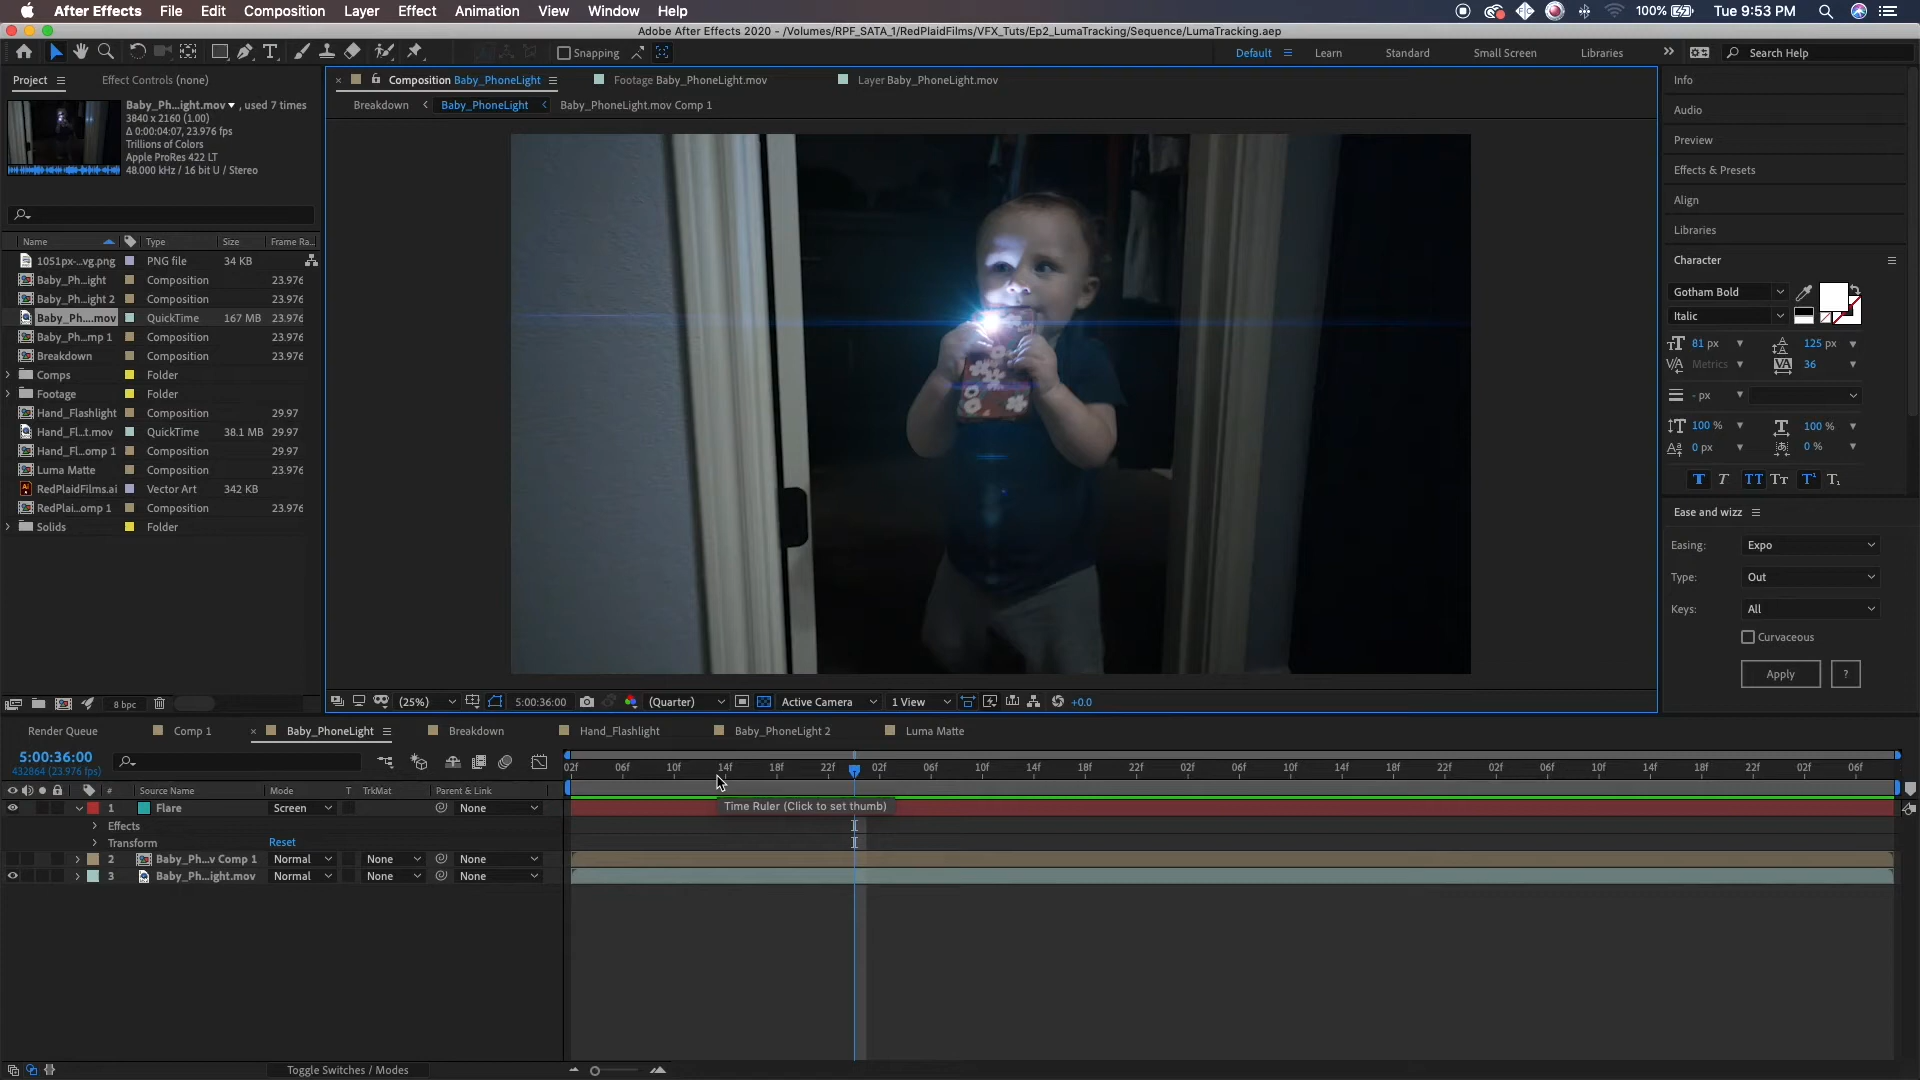 After Effects File Edit Composition Layer Effect Animation View Window Help 100% Tue 9:53 PM
Adobe After Effects 2020 - /Volumes/RPF_SATA_1/RedPlaidFilms/VFX_Tuts/Ep2_LumaTracking/Sequence/LumaTracking.aep
Snapping Default Learn Standard Small Screen Libraries Search Help
Project Effect Controls (none) Composition Baby_PhoneLight Footage Baby_PhoneLight.mov Layer Baby_PhoneLight.mov
Breakdown Baby_PhoneLight Baby_PhoneLight.mov Comp 1
Baby_Ph...ight.mov , used 7 times
3840 x 2160 (1.00)
Δ 0:00:04:07, 23.976 fps
Trillions of Colors
Apple ProRes 422 LT
48.000 kHz / 16 bit U / Stereo
Name Type Size Frame Ra...
1051px-...vg.png PNG file 34 KB
Baby_Ph...ight Composition 23.976
Baby_Ph...ight 2 Composition 23.976
Baby_Ph....mov QuickTime 167 MB 23.976
Baby_Ph...mp 1 Composition 23.976
Breakdown Composition 23.976
Comps Folder
Footage Folder
Hand_Flashlight Composition 29.97
Hand_Fl...t.mov QuickTime 38.1 MB 29.97
Hand_Fl...omp 1 Composition 29.97
Luma Matte Composition 23.976
RedPlaidFilms.ai Vector Art 342 KB
RedPlai...omp 1 Composition 23.976
Solids Folder
8 bpc
(25%) 5:00:36:00 (Quarter) Active Camera 1 View +0.0
Info
Audio
Preview
Effects & Presets
Align
Libraries
Character
Gotham Bold
Italic
81 px 125 px
Metrics 36
- px
100 % 100 %
0 px 0 %
T T TT Tт T¹ T₁
Ease and wizz
Easing: Expo
Type: Out
Keys: All
Curvaceous
Apply ?
Render Queue Comp 1 Baby_PhoneLight Breakdown Hand_Flashlight Baby_PhoneLight 2 Luma Matte
5:00:36:00
432864 (23.976 fps)
02f 06f 10f 14f 18f 22f 02f 06f 10f 14f 18f 22f 02f 06f 10f 14f 18f 22f 02f 06f 10f 14f 18f 22f 02f 06f
# Source Name Mode T TrkMat Parent & Link
1 Flare Screen None
Time Ruler (Click to set thumb)
Effects
Transform Reset
2 Baby_Ph...v Comp 1 Normal None None
3 Baby_Ph...ight.mov Normal None None
Toggle Switches / Modes